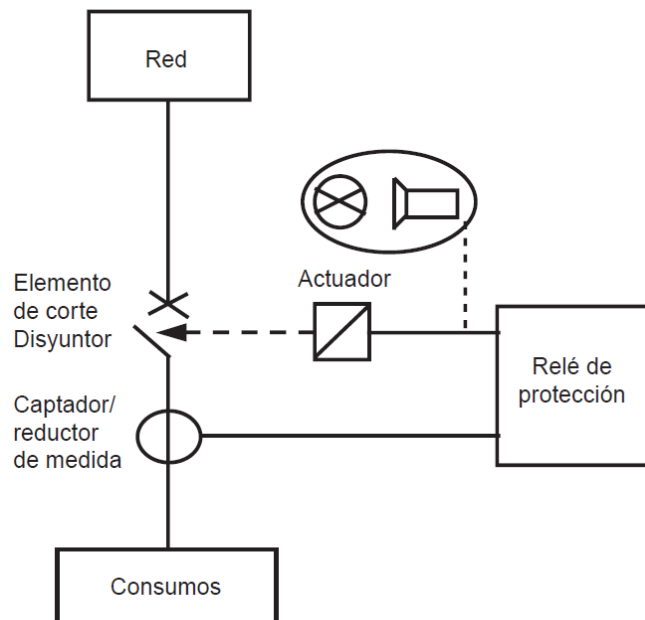 Red
Elemento
de corte
Disyuntor
Actuador
Relé de
protección
Captador/
reductor
de medida
Consumos